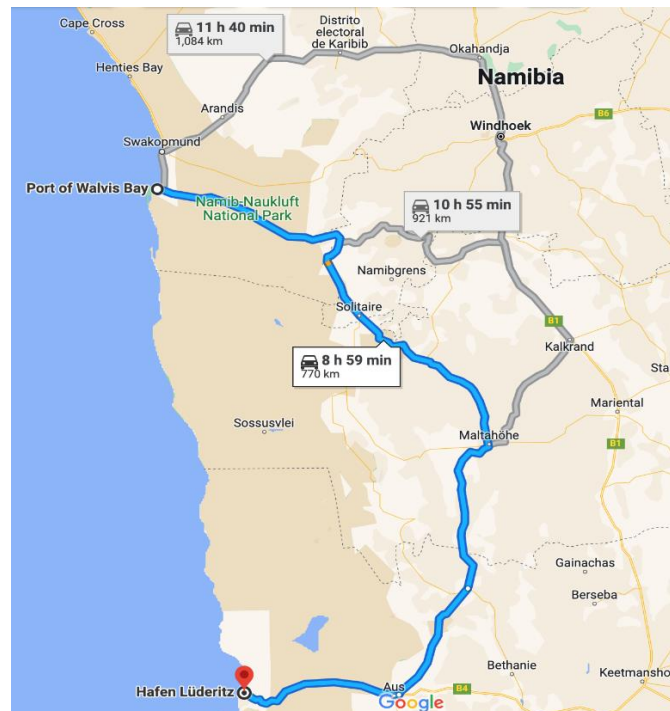 Cape Cross
11 h 40 min
1,084 km
Distrito
electoral
de Karibib
Okahandja
Henties Bay
Namibia
Arandis
Windhoek
B6
Swakopmund
Port of Walvis Bay
Namib-Naukluft
National Park
10 h 55 min
921 km
Namibgrens
Solitaire
B1
Kalkrand
8 h 59 min
770 km
Sta
Mariental
Sossusvlei
Maltahöhe
B1
Gainachas
Berseba
Bethanie
Keetmansho
Hafen Lüderitz
Aus
B4
Google